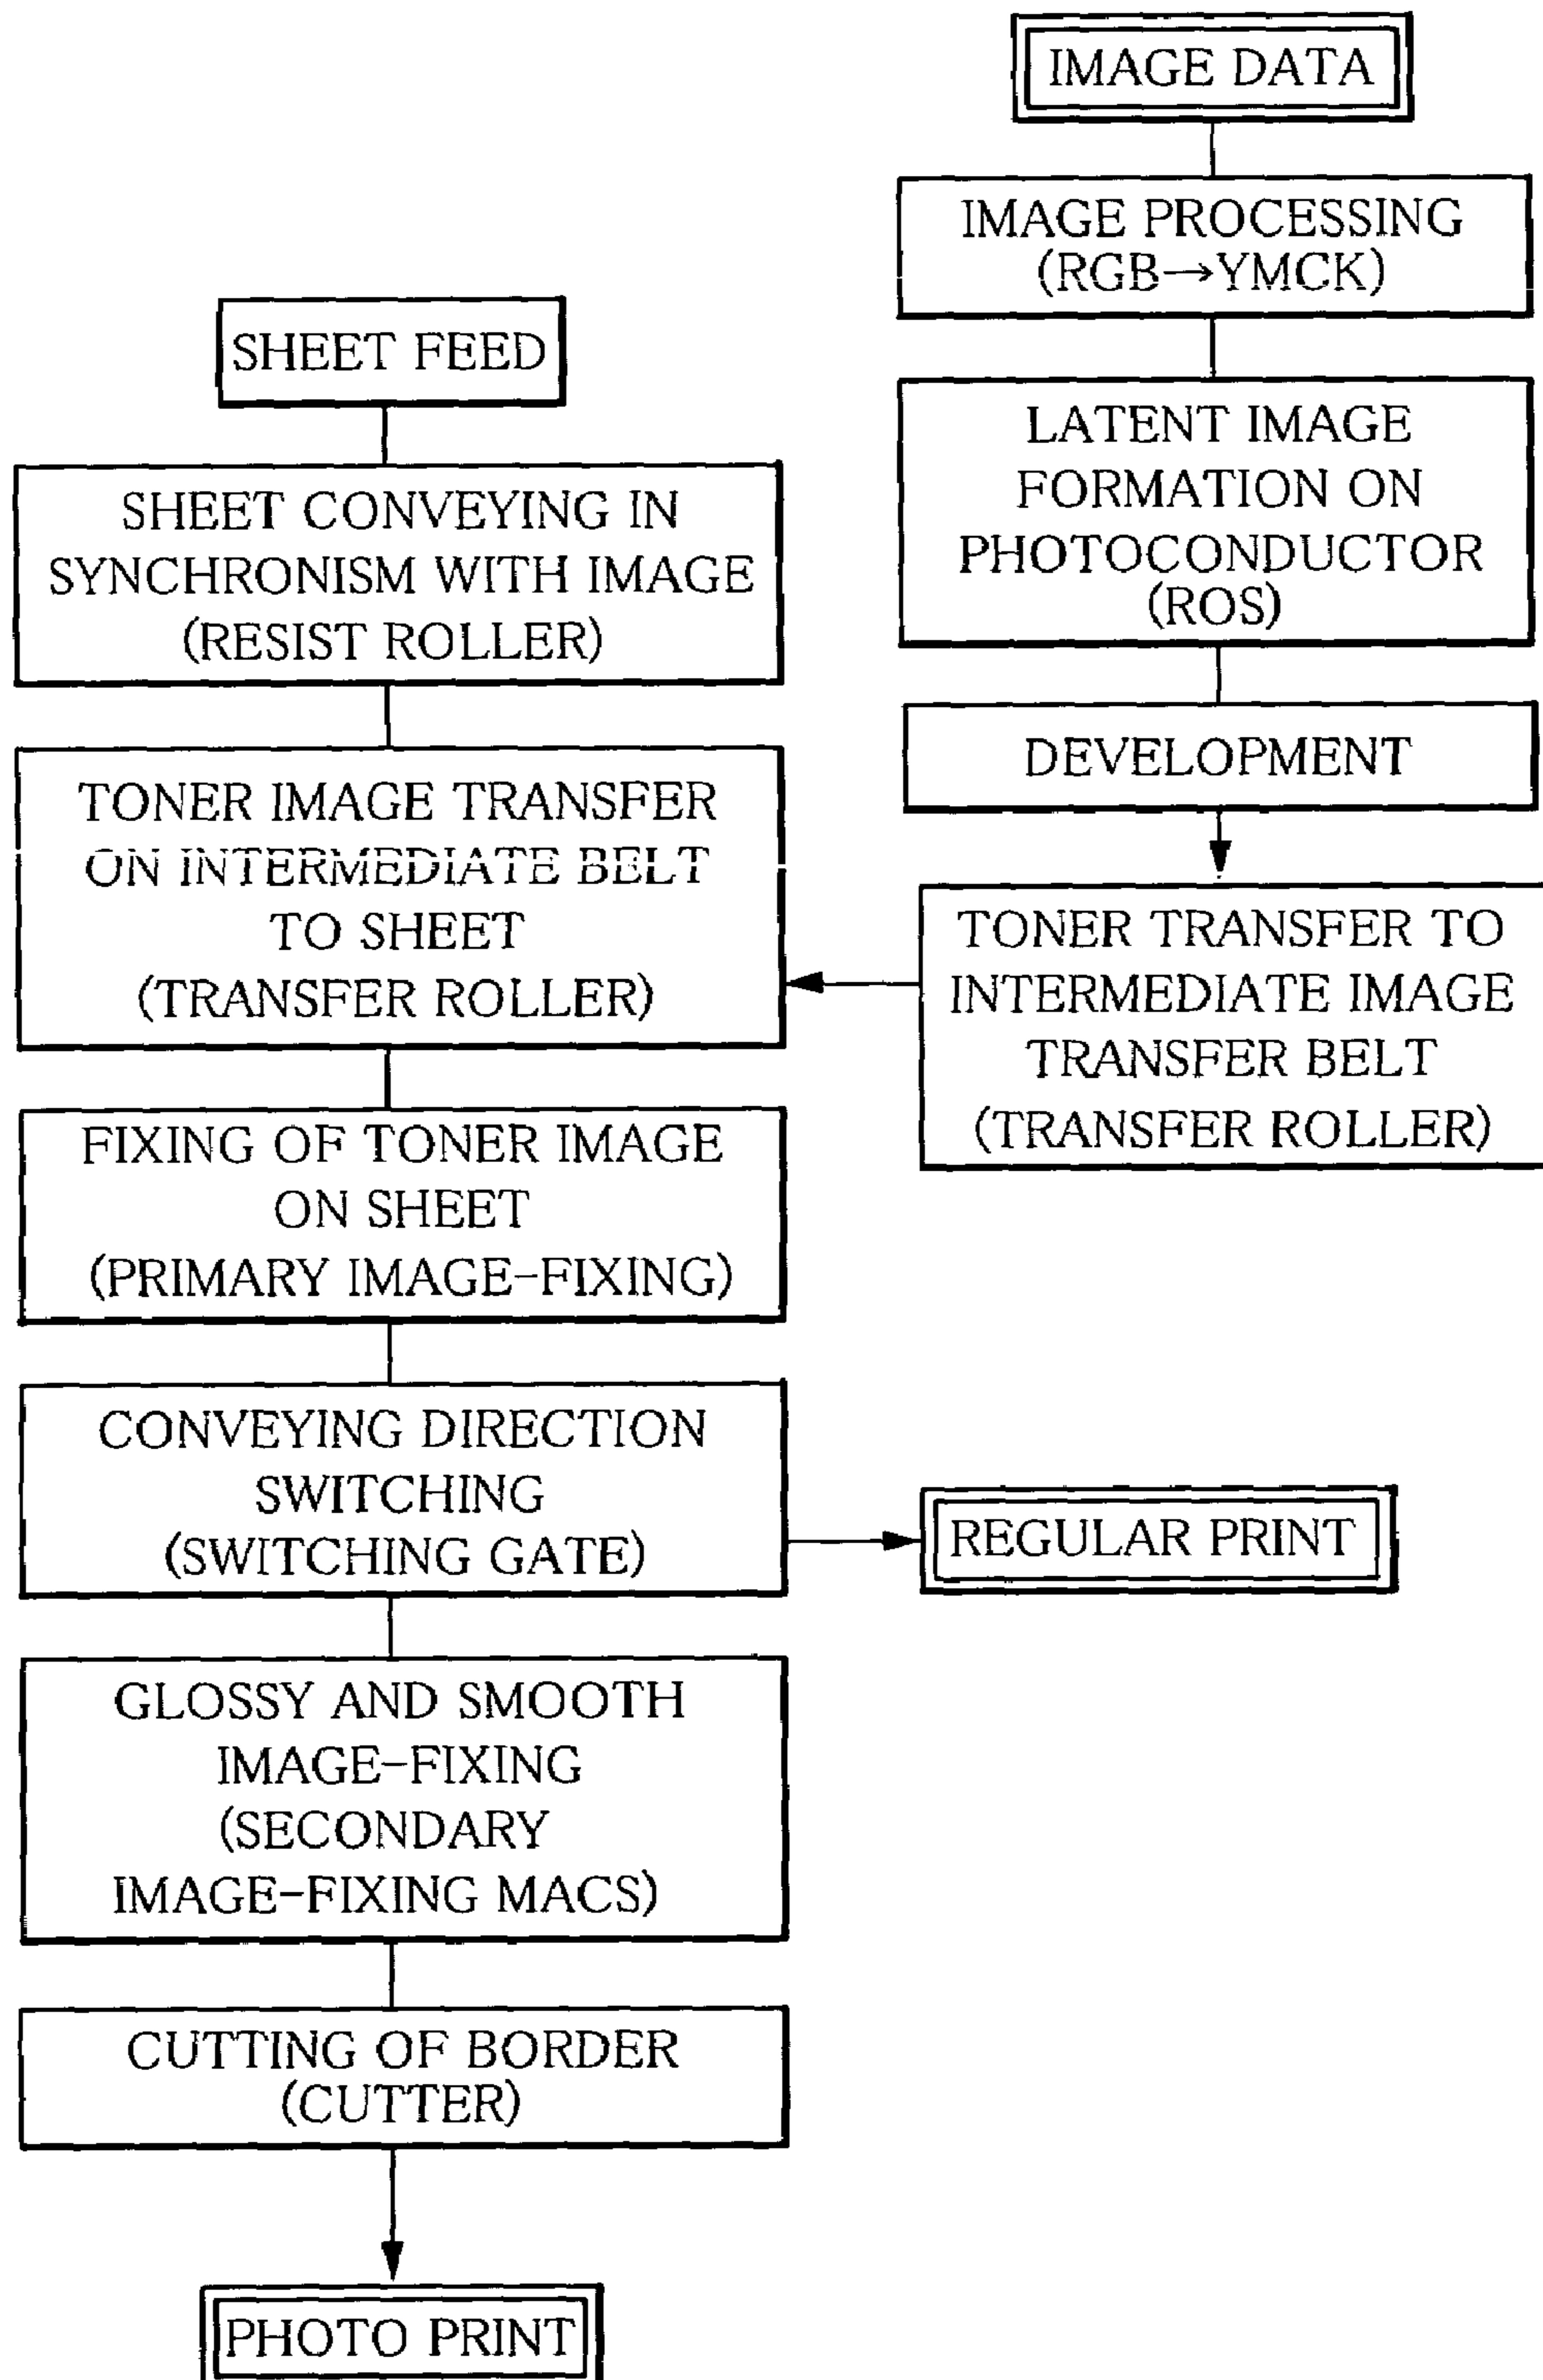 IMAGE DATA
IMAGE PROCESSING
(RGB→YMCK)
LATENT IMAGE
FORMATION ON
PHOTOCONDUCTOR
(ROS)
DEVELOPMENT
TONER TRANSFER TO
INTERMEDIATE IMAGE
TRANSFER BELT
(TRANSFER ROLLER)
SHEET FEED
SHEET CONVEYING IN
SYNCHRONISM WITH IMAGE
(RESIST ROLLER)
TONER IMAGE TRANSFER
ON INTERMEDIATE BELT
TO SHEET
(TRANSFER ROLLER)
FIXING OF TONER IMAGE
ON SHEET
(PRIMARY IMAGE-FIXING)
CONVEYING DIRECTION
SWITCHING
(SWITCHING GATE)
REGULAR PRINT
GLOSSY AND SMOOTH
IMAGE-FIXING
(SECONDARY
IMAGE-FIXING MACS)
CUTTING OF BORDER
(CUTTER)
PHOTO PRINT